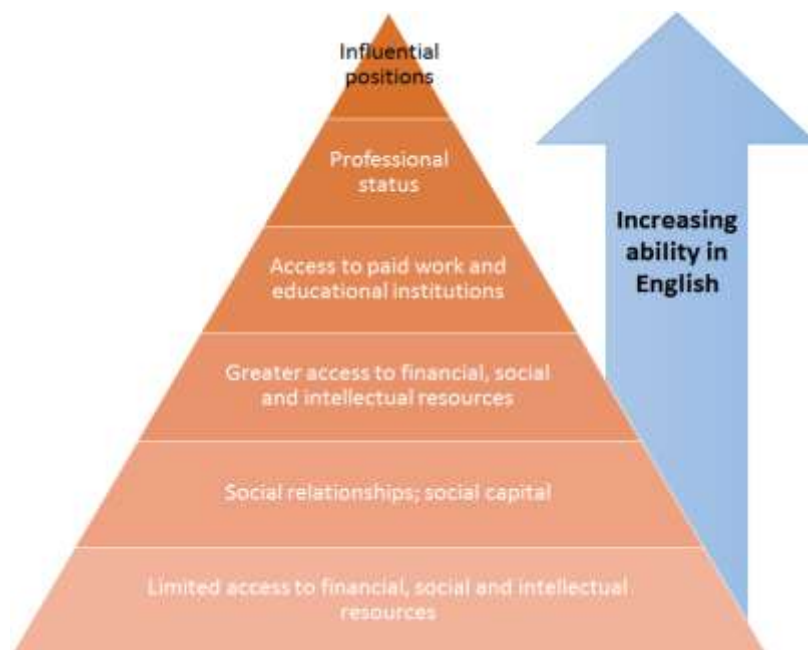 Influential
positions
Professional
status
Access to paid work and
educational institutions
Greater access to financial, social
and intellectual resources
Social relationships; social capital
Limited access to financial, social and intellectual
resources
Increasing
ability in
English